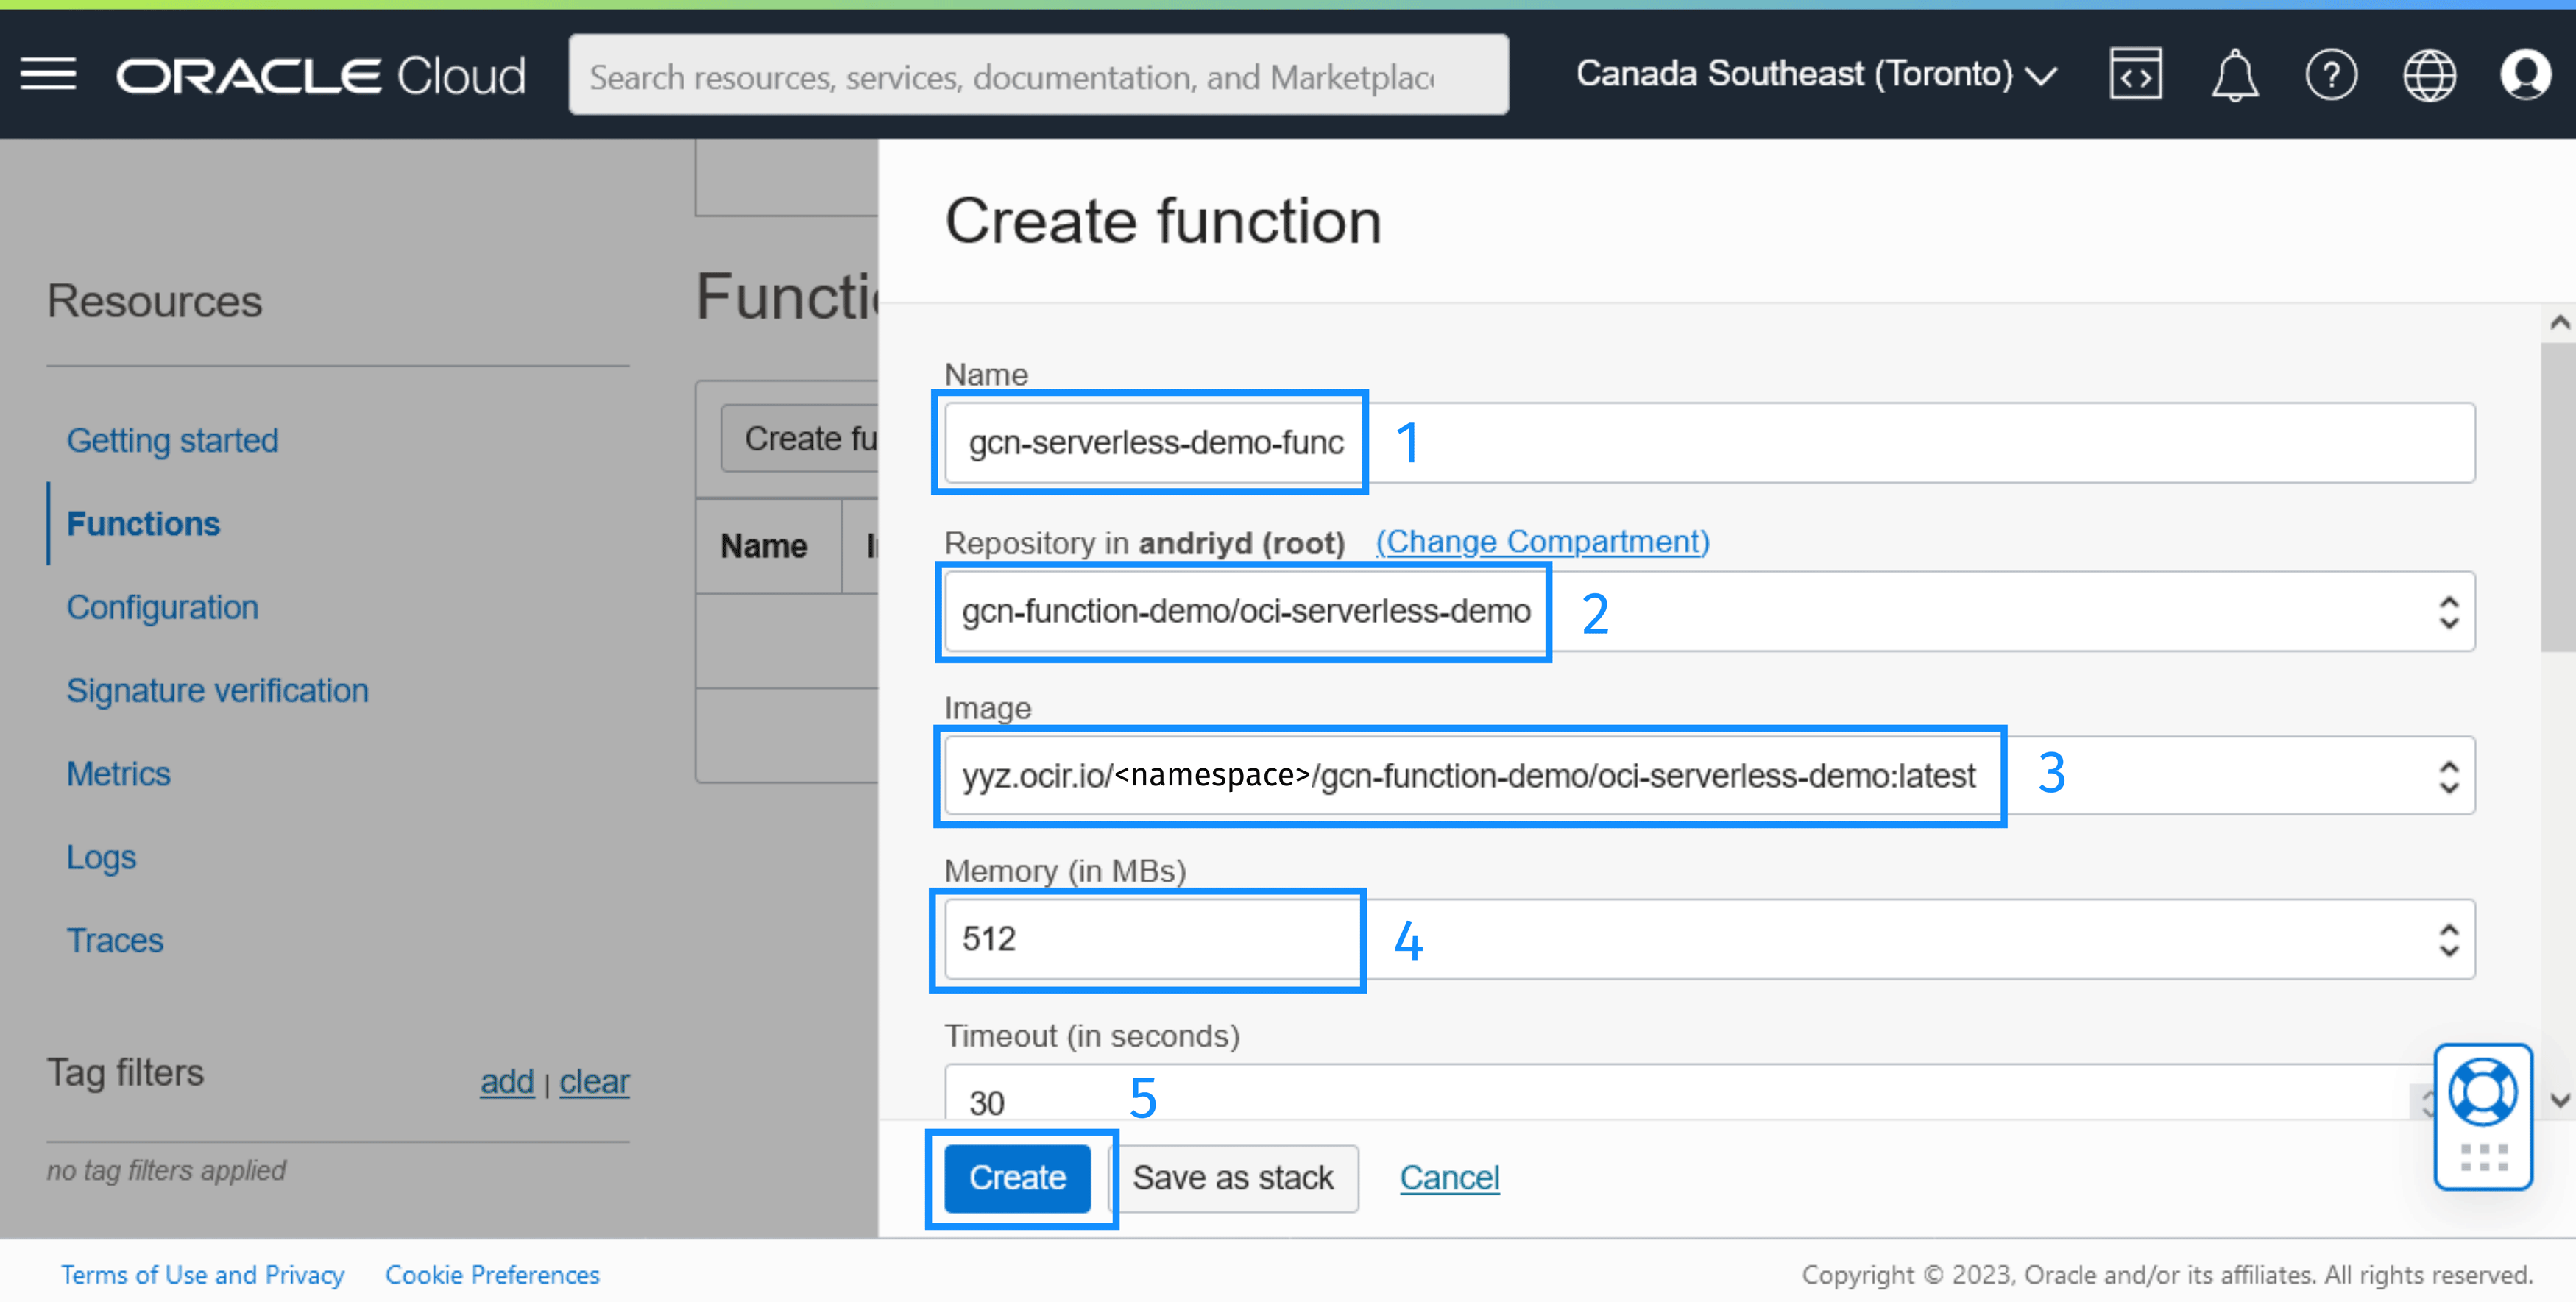 ORACLE Cloud
Search resources, services, documentation, and Marketplac
Canada Southeast (Toronto)
Resources
Getting started
Functions
Configuration
Signature verification
Metrics
Logs
Traces
Tag filters
add | clear
no tag filters applied
Functi
Create fu
Name
Create function
Name
gcn-serverless-demo-func
1
Repository in andriyd (root) (Change Compartment)
gcn-function-demo/oci-serverless-demo
2
Image
yyz.ocir.io/<namespace>/gcn-function-demo/oci-serverless-demo:latest
3
Memory (in MBs)
512
4
Timeout (in seconds)
30
5
Create
Save as stack
Cancel
Terms of Use and Privacy
Cookie Preferences
Copyright © 2023, Oracle and/or its affiliates. All rights reserved.